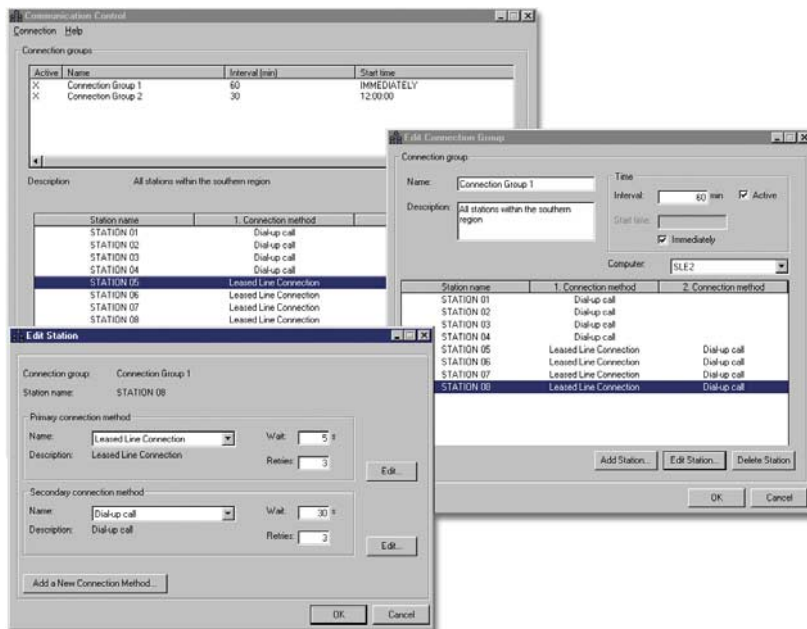 Communication Control
Connection Help
Connection groups
Active Name Interval (min) Start time
X Connection Group 1 60 IMMEDIATELY
X Connection Group 2 30 12:00:00
Description All stations within the southern region
Station name 1. Connection method
STATION 01 Dial-up call
STATION 02 Dial-up call
STATION 03 Dial-up call
STATION 04 Dial-up call
STATION 05 Leased Line Connection
STATION 06 Leased Line Connection
STATION 07 Leased Line Connection
STATION 08 Leased Line Connection
Edit Connection Group
Connection group
Name: Connection Group 1
Description: All stations within the southern
region
Time
Interval: 60 min Active
Start time:
Immediately
Computer: SLE2
Station name 1. Connection method 2. Connection method
STATION 01 Dial-up call
STATION 02 Dial-up call
STATION 03 Dial-up call
STATION 04 Dial-up call
STATION 05 Leased Line Connection Dial-up call
STATION 06 Leased Line Connection Dial-up call
STATION 07 Leased Line Connection Dial-up call
STATION 08 Leased Line Connection Dial-up call
Add Station... Edit Station... Delete Station
OK Cancel
Edit Station
Connection group: Connection Group 1
Station name: STATION 08
Primary connection method
Name: Leased Line Connection Wait: 5 s
Description: Leased Line Connection Retries: 3
Edit...
Secondary connection method
Name: Dial-up call Wait: 30 s
Description: Dial-up call Retries: 3
Edit...
Add a New Connection Method...
OK Cancel